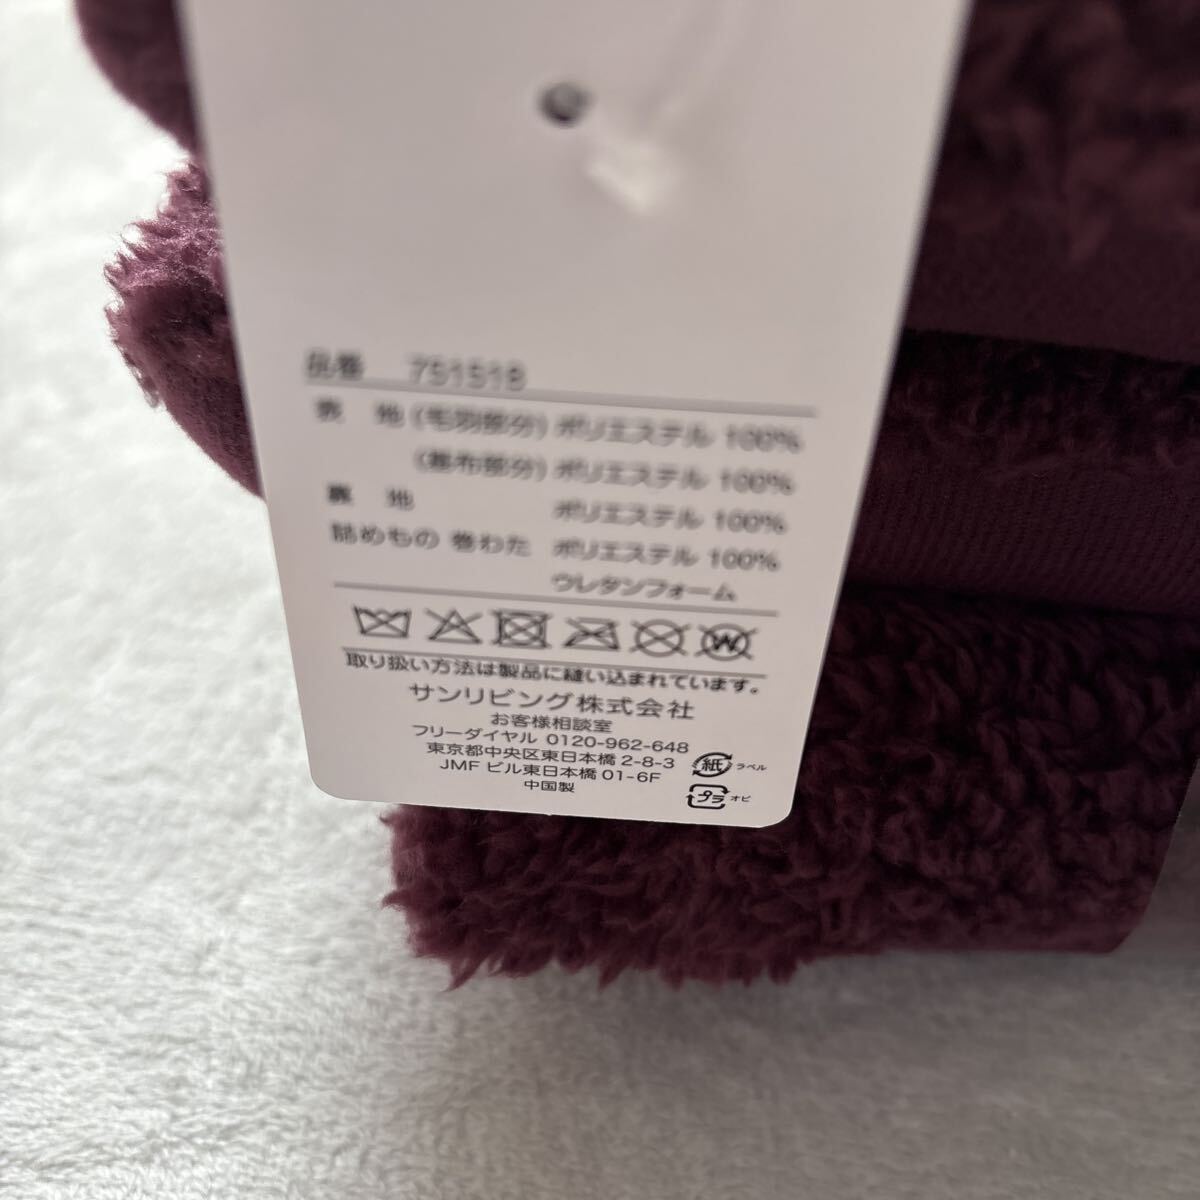 品番 751518
表 地 (毛羽部分) ポリエステル 100%
(基布部分) ポリエステル 100%
裏 地 ポリエステル 100%
詰めもの 巻わた ポリエステル 100%
ウレタンフォーム
取り扱い方法は製品に縫い込まれています。
サンリビング株式会社
お客様相談室
フリーダイヤル 0120-962-648
東京都中央区東日本橋 2-8-3
JMF ビル東日本橋 01-6F
中国製
紙 ラベル
プラ オビ